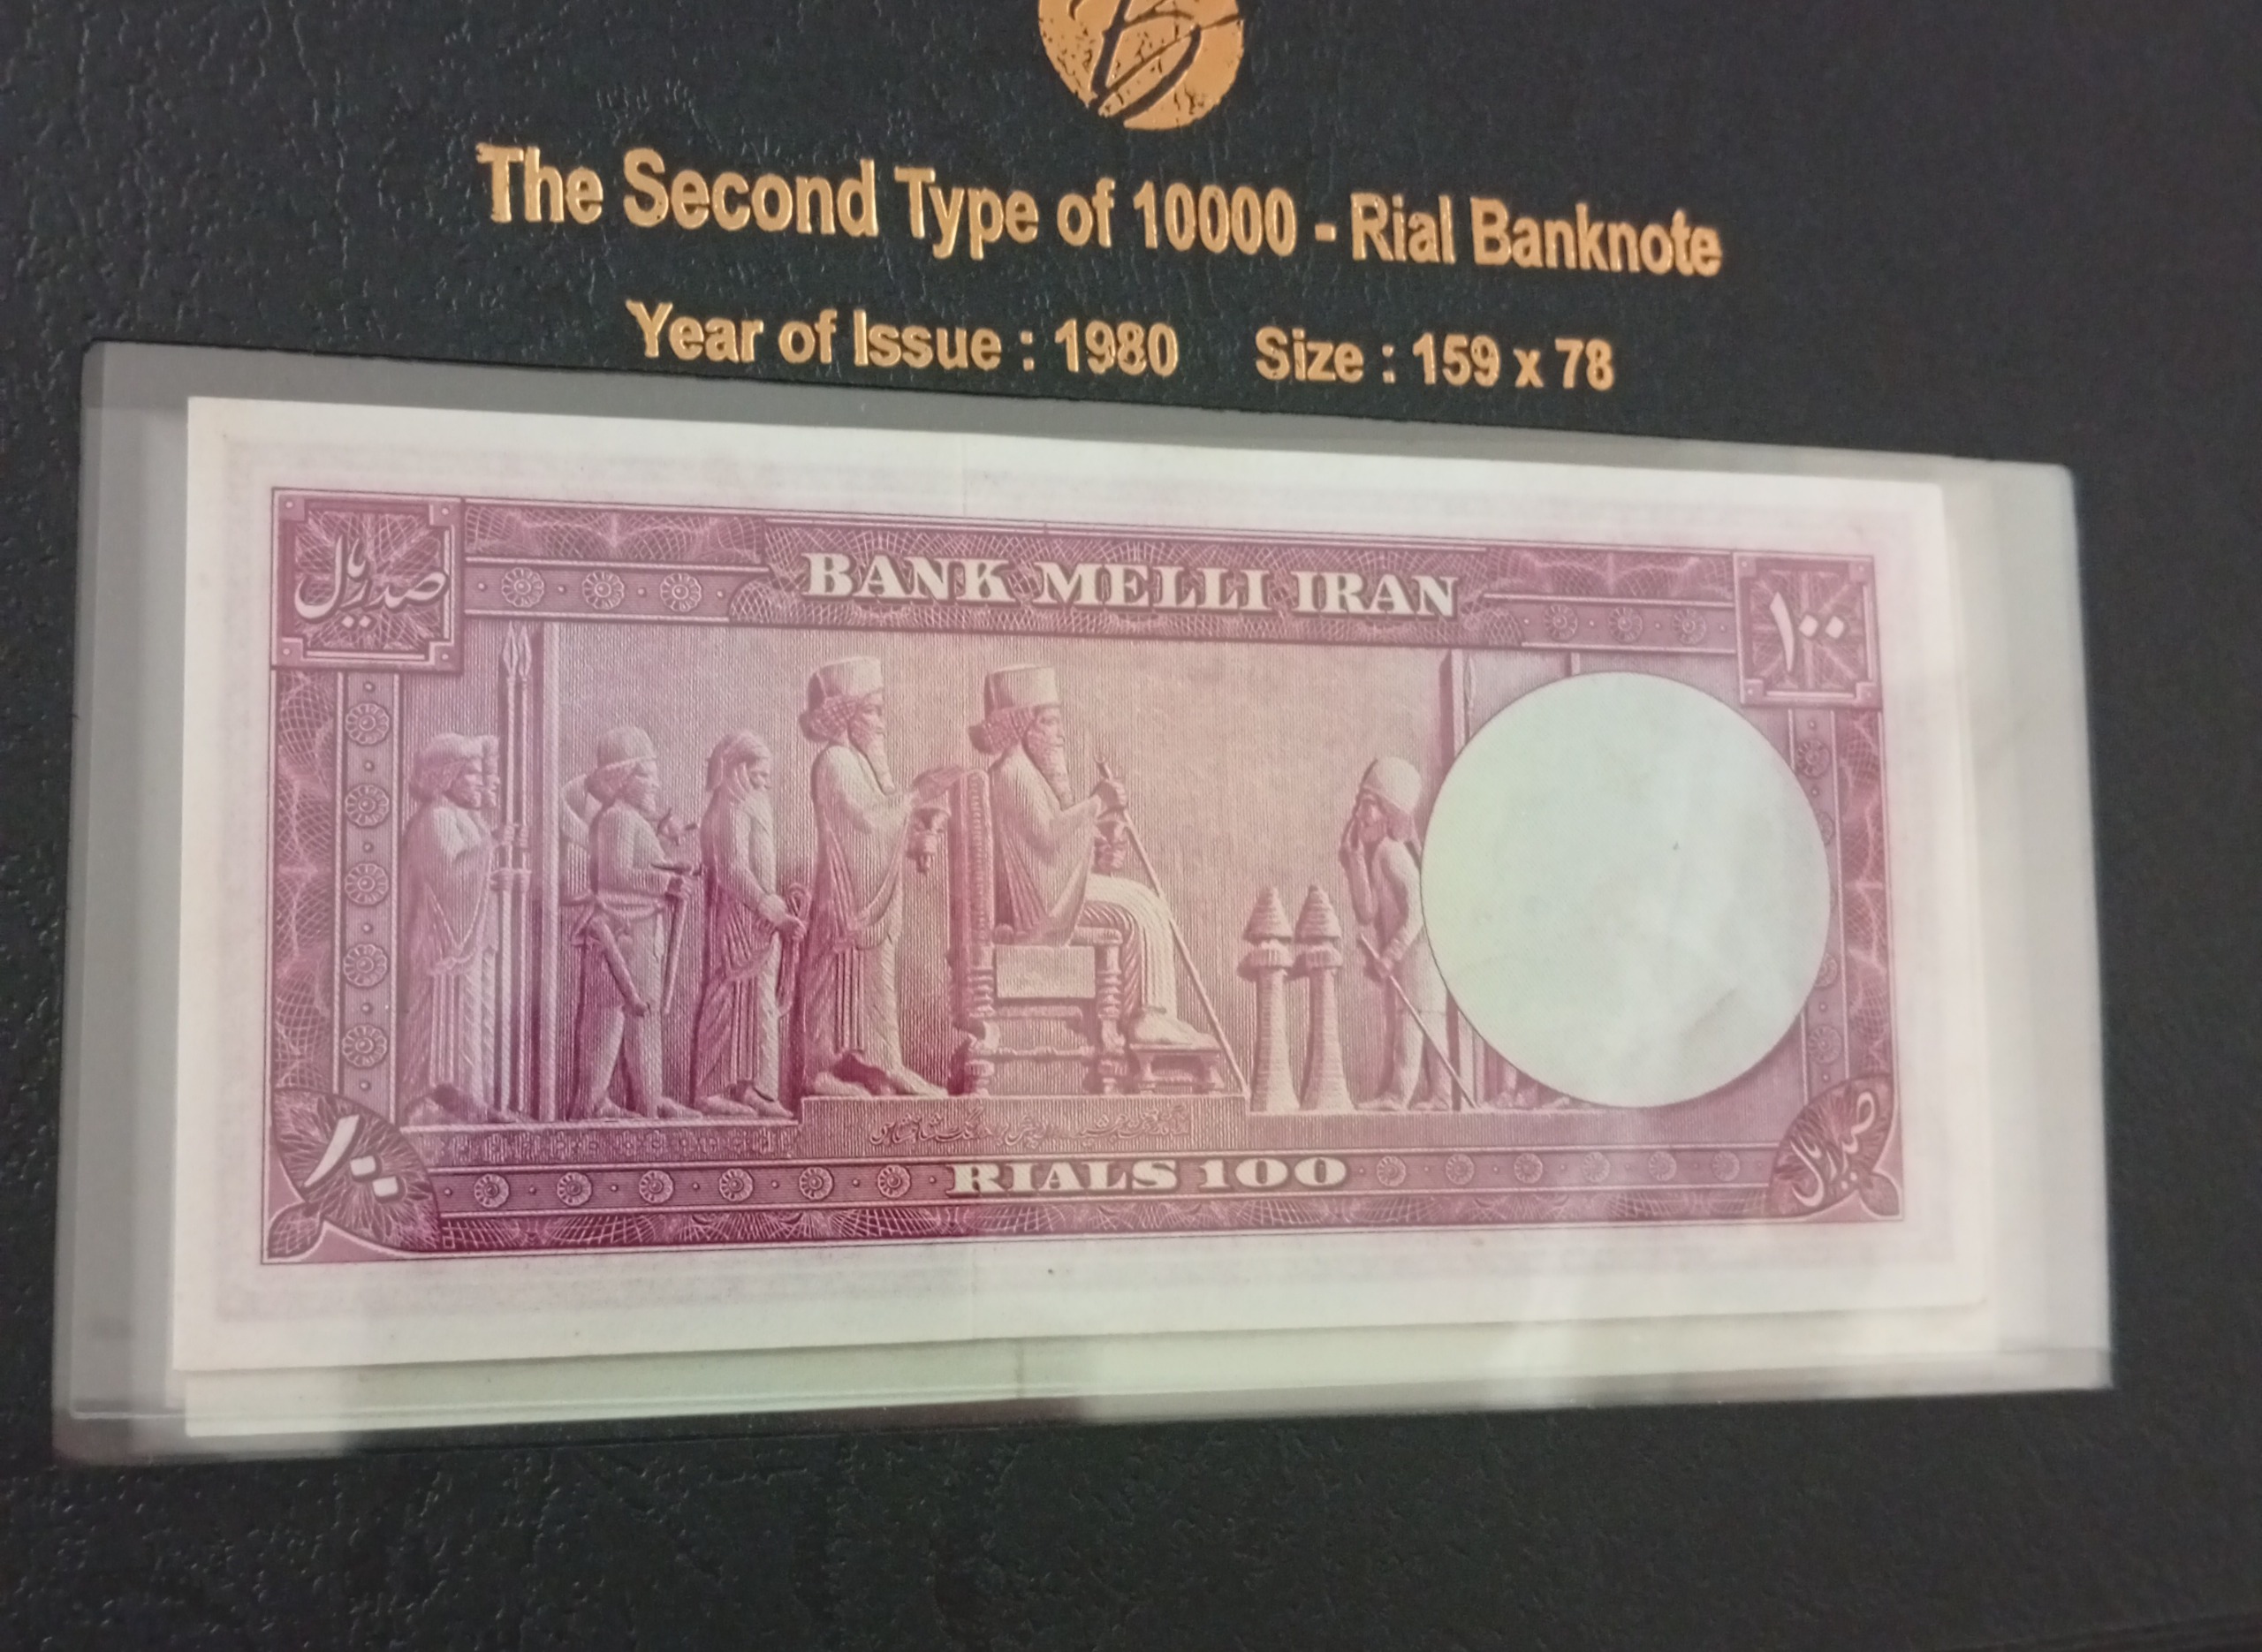 The Second Type of 10000 - Rial Banknote
Year of Issue : 1980 Size : 159 x 78
صد ریال
BANK MELLI IRAN
۱۰۰
۱۰۰
RIALS 100
صد ریال